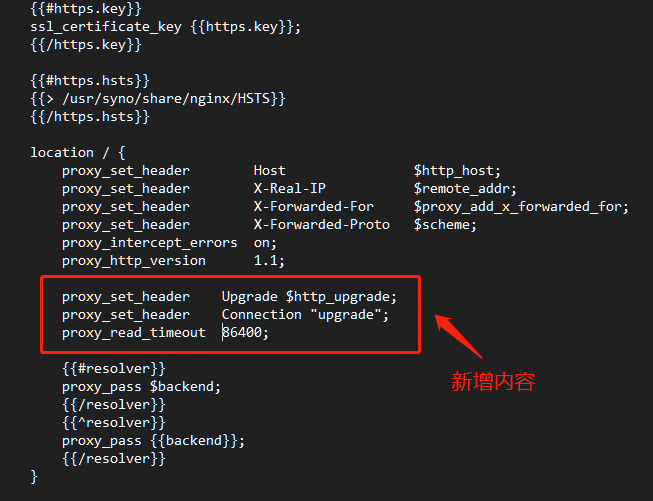 {{#https.key}}
ssl_certificate_key {{https.key}};
{{/https.key}}

{{#https.hsts}}
{{> /usr/syno/share/nginx/HSTS}}
{{/https.hsts}}

location / {
    proxy_set_header        Host                $http_host;
    proxy_set_header        X-Real-IP           $remote_addr;
    proxy_set_header        X-Forwarded-For     $proxy_add_x_forwarded_for;
    proxy_set_header        X-Forwarded-Proto   $scheme;
    proxy_intercept_errors  on;
    proxy_http_version      1.1;

    proxy_set_header    Upgrade $http_upgrade;
    proxy_set_header    Connection "upgrade";
    proxy_read_timeout  86400;

    {{#resolver}}
新增内容
    proxy_pass $backend;
    {{/resolver}}
    {{^resolver}}
    proxy_pass {{backend}};
    {{/resolver}}
}